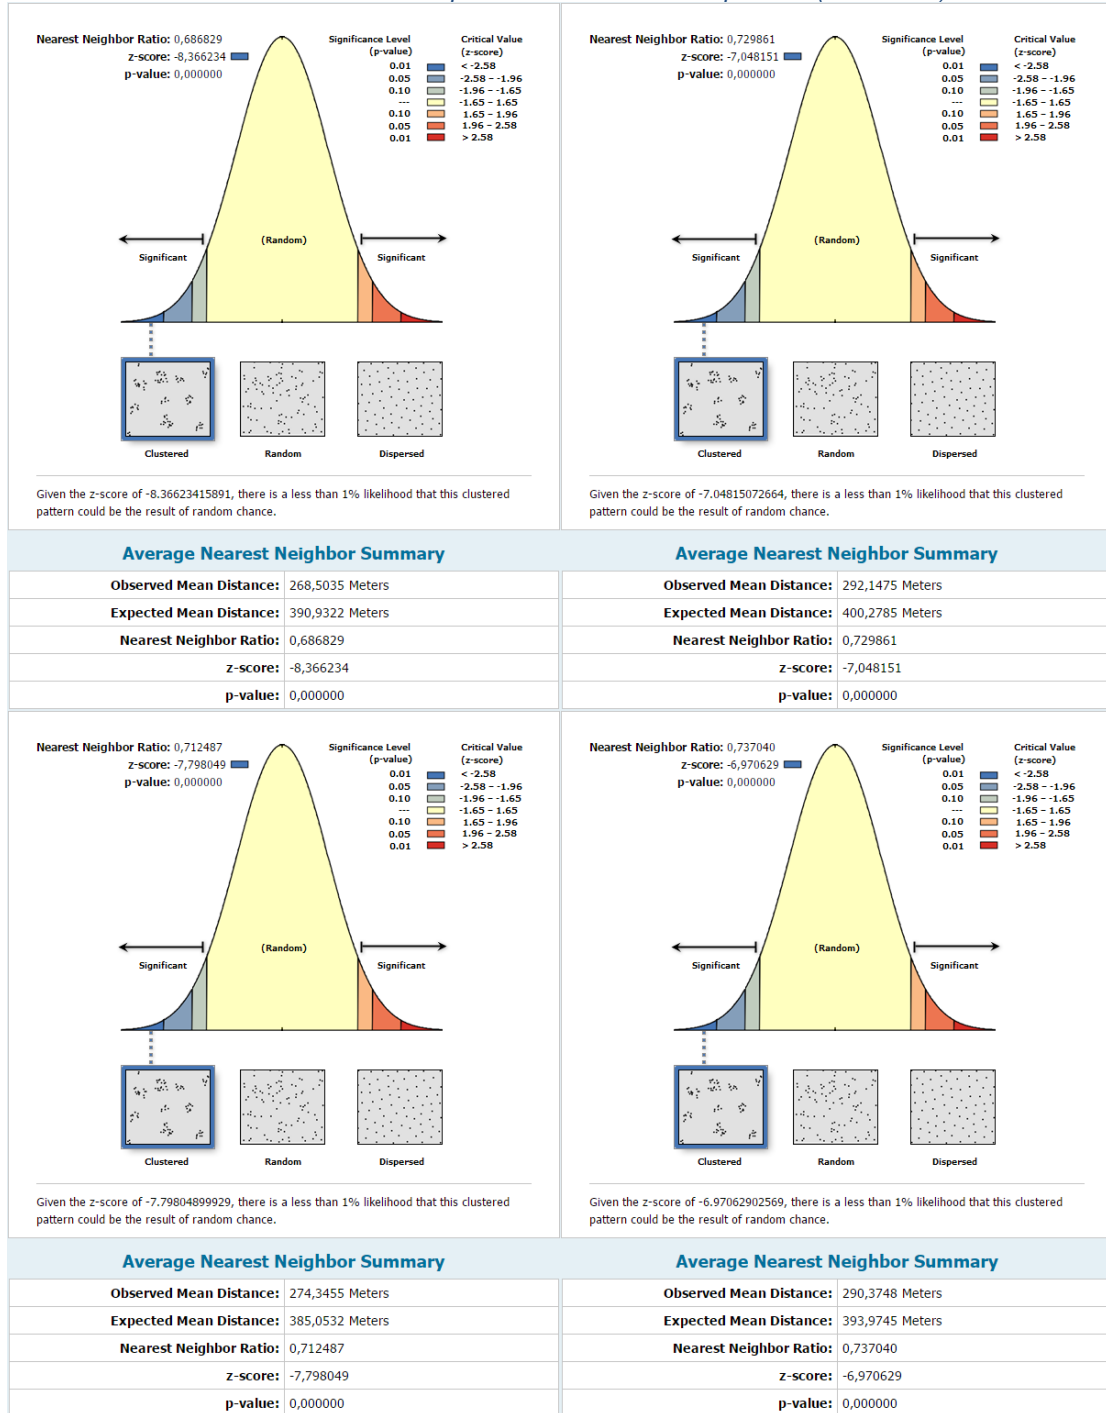 Nearest Neighbor Ratio: 0,686829
z-score: -8,366234
p-value: 0,000000
Significance Level
(p-value)
Critical Value
(z-score)
0.01 < -2.58
0.05 -2.58 – -1.96
0.10 -1.96 – -1.65
--- -1.65 – 1.65
0.10 1.65 – 1.96
0.05 1.96 – 2.58
0.01 > 2.58
(Random)
Significant
Significant
Clustered
Random
Dispersed
Given the z-score of -8.36623415891, there is a less than 1% likelihood that this clustered
pattern could be the result of random chance.
Average Nearest Neighbor Summary
Observed Mean Distance: 268,5035 Meters
Expected Mean Distance: 390,9322 Meters
Nearest Neighbor Ratio: 0,686829
z-score: -8,366234
p-value: 0,000000
Nearest Neighbor Ratio: 0,729861
z-score: -7,048151
p-value: 0,000000
Significance Level
(p-value)
Critical Value
(z-score)
0.01 < -2.58
0.05 -2.58 – -1.96
0.10 -1.96 – -1.65
--- -1.65 – 1.65
0.10 1.65 – 1.96
0.05 1.96 – 2.58
0.01 > 2.58
(Random)
Significant
Significant
Clustered
Random
Dispersed
Given the z-score of -7.04815072664, there is a less than 1% likelihood that this clustered
pattern could be the result of random chance.
Average Nearest Neighbor Summary
Observed Mean Distance: 292,1475 Meters
Expected Mean Distance: 400,2785 Meters
Nearest Neighbor Ratio: 0,729861
z-score: -7,048151
p-value: 0,000000
Nearest Neighbor Ratio: 0,712487
z-score: -7,798049
p-value: 0,000000
Significance Level
(p-value)
Critical Value
(z-score)
0.01 < -2.58
0.05 -2.58 – -1.96
0.10 -1.96 – -1.65
--- -1.65 – 1.65
0.10 1.65 – 1.96
0.05 1.96 – 2.58
0.01 > 2.58
(Random)
Significant
Significant
Clustered
Random
Dispersed
Given the z-score of -7.79804899929, there is a less than 1% likelihood that this clustered
pattern could be the result of random chance.
Average Nearest Neighbor Summary
Observed Mean Distance: 274,3455 Meters
Expected Mean Distance: 385,0532 Meters
Nearest Neighbor Ratio: 0,712487
z-score: -7,798049
p-value: 0,000000
Nearest Neighbor Ratio: 0,737040
z-score: -6,970629
p-value: 0,000000
Significance Level
(p-value)
Critical Value
(z-score)
0.01 < -2.58
0.05 -2.58 – -1.96
0.10 -1.96 – -1.65
--- -1.65 – 1.65
0.10 1.65 – 1.96
0.05 1.96 – 2.58
0.01 > 2.58
(Random)
Significant
Significant
Clustered
Random
Dispersed
Given the z-score of -6.97062902569, there is a less than 1% likelihood that this clustered
pattern could be the result of random chance.
Average Nearest Neighbor Summary
Observed Mean Distance: 290,3748 Meters
Expected Mean Distance: 393,9745 Meters
Nearest Neighbor Ratio: 0,737040
z-score: -6,970629
p-value: 0,000000